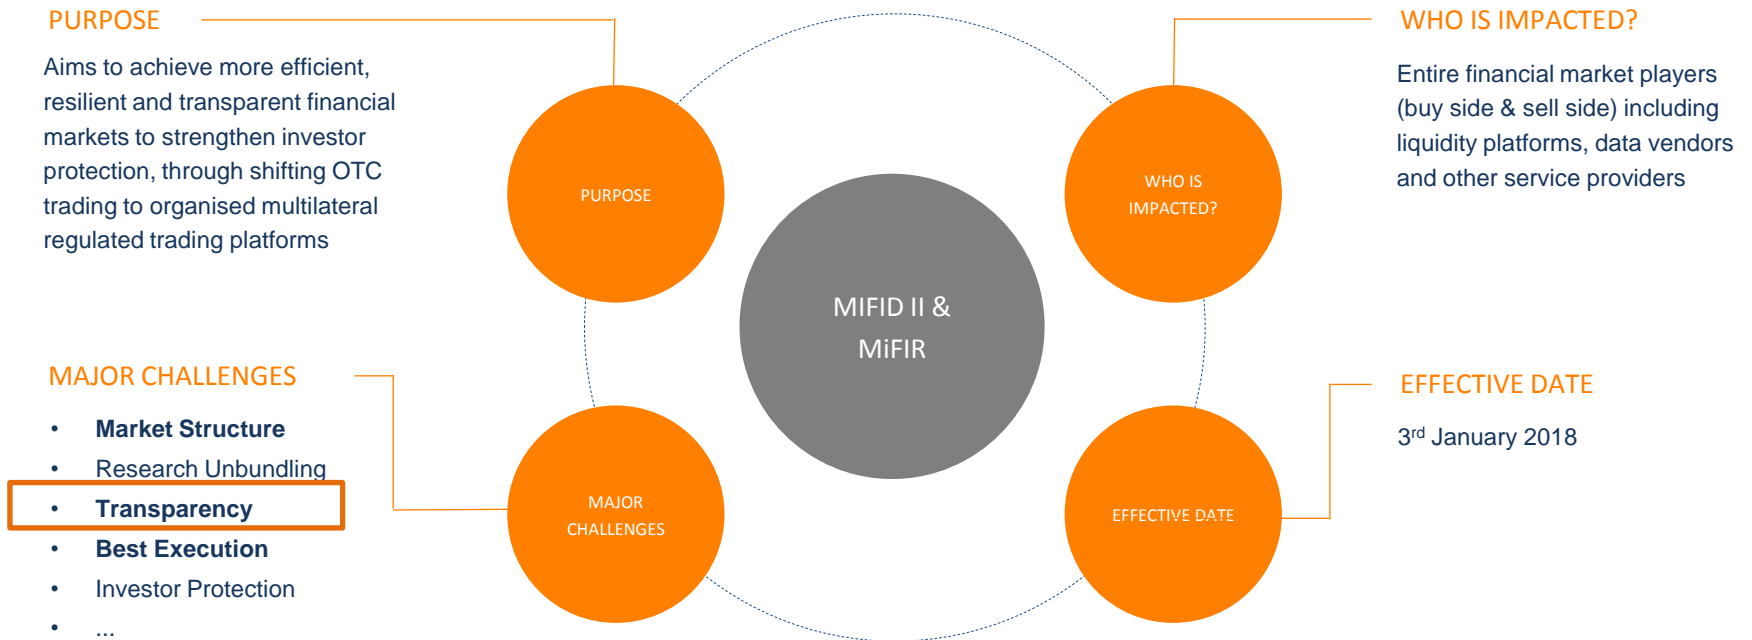 PURPOSE
Aims to achieve more efficient,
resilient and transparent financial
markets to strengthen investor
protection, through shifting OTC
trading to organised multilateral
regulated trading platforms
WHO IS IMPACTED?
Entire financial market players
(buy side & sell side) including
liquidity platforms, data vendors
and other service providers
PURPOSE
WHO IS
IMPACTED?
MIFID II &
MiFIR
MAJOR CHALLENGES
• Market Structure
• Research Unbundling
• Transparency
• Best Execution
• Investor Protection
• ...
MAJOR
CHALLENGES
EFFECTIVE DATE
EFFECTIVE DATE
3rd January 2018